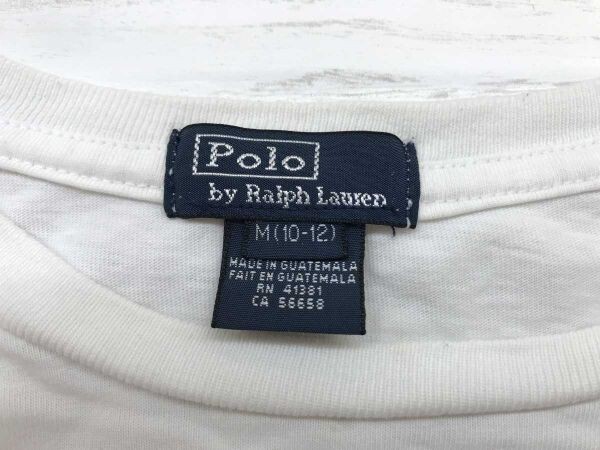 Polo
by Ralph Lauren
M(10-12)
MADE IN GUATEMALA
FAIT EN GUATEMALA
RN 41381
CA 56658